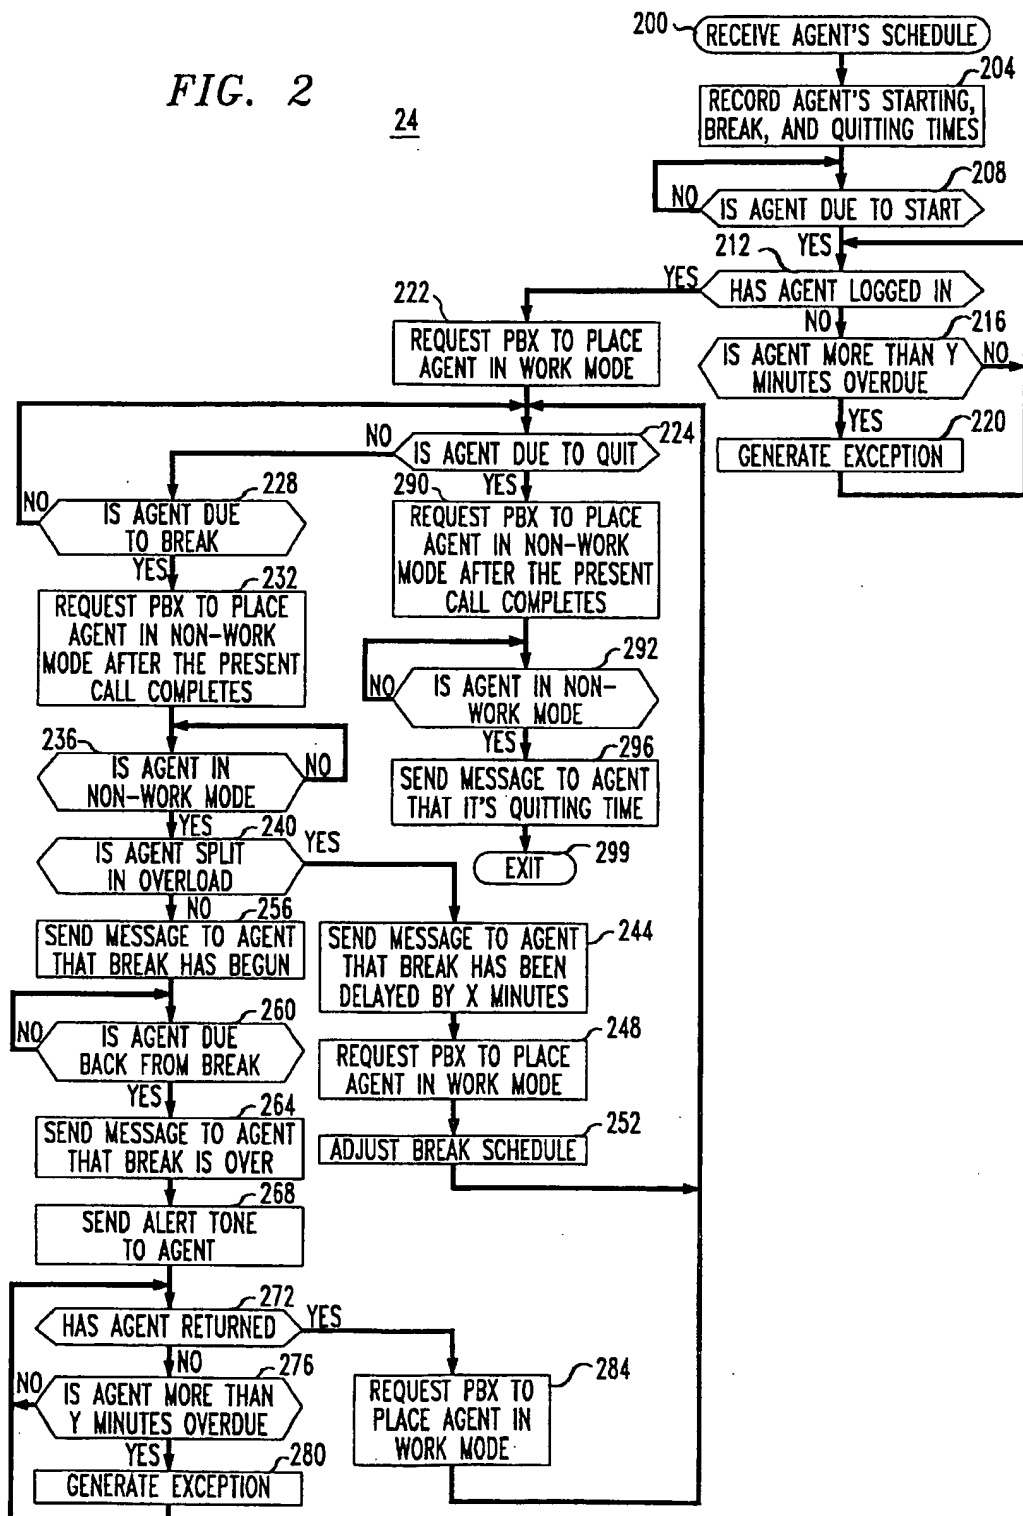 FIG. 2
24
200
RECEIVE AGENT'S SCHEDULE
204
RECORD AGENT'S STARTING,
BREAK, AND QUITTING TIMES
208
NO
IS AGENT DUE TO START
YES
212
YES
HAS AGENT LOGGED IN
NO
216
IS AGENT MORE THAN Y
MINUTES OVERDUE
NO
YES
220
GENERATE EXCEPTION
222
REQUEST PBX TO PLACE
AGENT IN WORK MODE
224
NO
IS AGENT DUE TO QUIT
YES
228
NO
IS AGENT DUE
TO BREAK
YES
232
REQUEST PBX TO PLACE
AGENT IN NON-WORK
MODE AFTER THE PRESENT
CALL COMPLETES
236
IS AGENT IN
NON-WORK MODE
NO
YES
240
IS AGENT SPLIT
IN OVERLOAD
YES
NO
256
SEND MESSAGE TO AGENT
THAT BREAK HAS BEGUN
260
NO
IS AGENT DUE
BACK FROM BREAK
YES
264
SEND MESSAGE TO AGENT
THAT BREAK IS OVER
268
SEND ALERT TONE
TO AGENT
272
HAS AGENT RETURNED
YES
NO
276
NO
IS AGENT MORE THAN
Y MINUTES OVERDUE
YES
280
GENERATE EXCEPTION
290
REQUEST PBX TO PLACE
AGENT IN NON-WORK
MODE AFTER THE PRESENT
CALL COMPLETES
292
NO
IS AGENT IN NON-
WORK MODE
YES
296
SEND MESSAGE TO AGENT
THAT IT'S QUITTING TIME
EXIT
299
244
SEND MESSAGE TO AGENT
THAT BREAK HAS BEEN
DELAYED BY X MINUTES
248
REQUEST PBX TO PLACE
AGENT IN WORK MODE
252
ADJUST BREAK SCHEDULE
284
REQUEST PBX TO
PLACE AGENT IN
WORK MODE